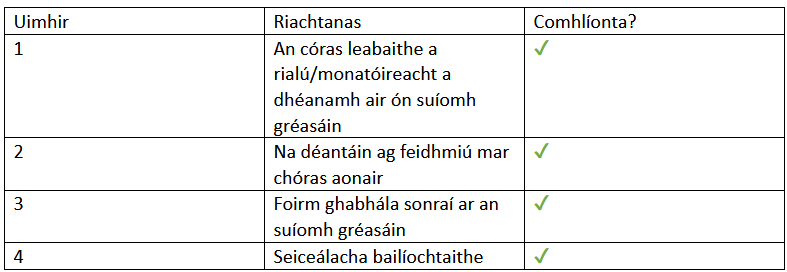 Uimhir Riachtanas Comhlíonta?
1 An córas leabaithe a ✓
rialú/monatóireacht a
dhéanamh air ón suíomh
gréasáin
2 Na déantáin ag feidhmiú mar ✓
chóras aonair
3 Foirm ghabhála sonraí ar an ✓
suíomh gréasáin
4 Seiceálacha bailíochtaithe ✓